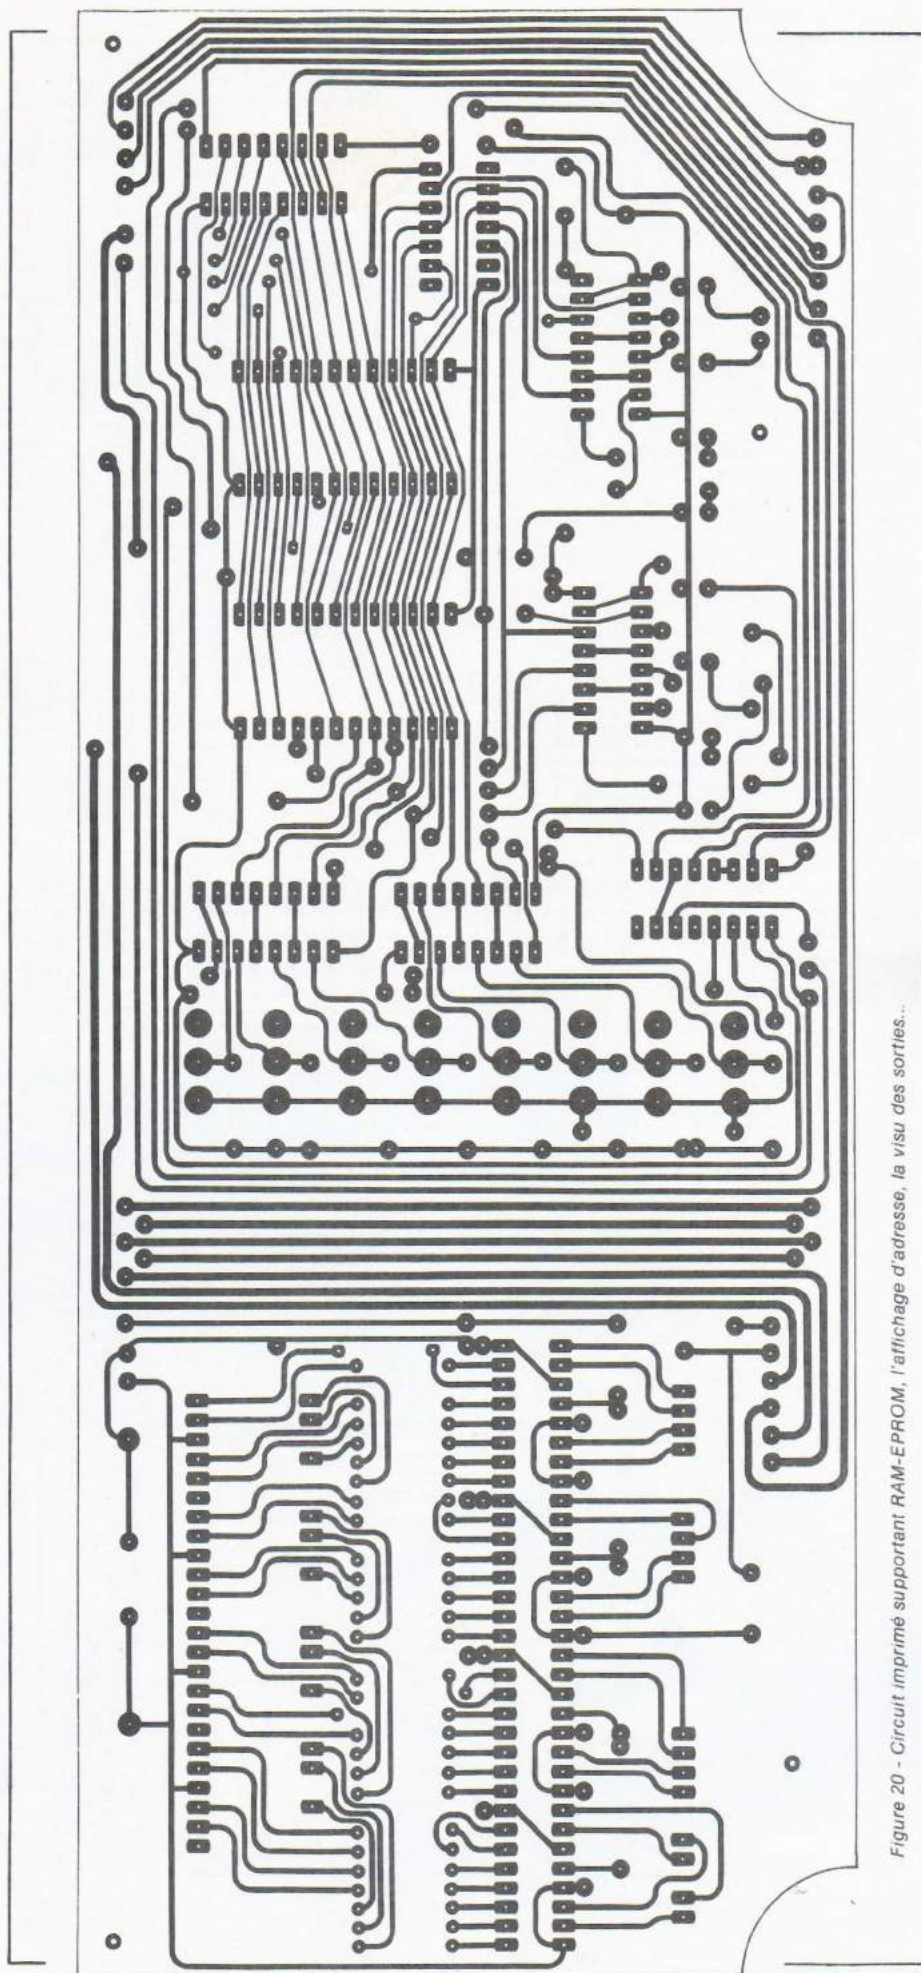 Figure 20 - Circuit imprimé supportant RAM-EPROM, l'affichage d'adresse, la visu des sorties...